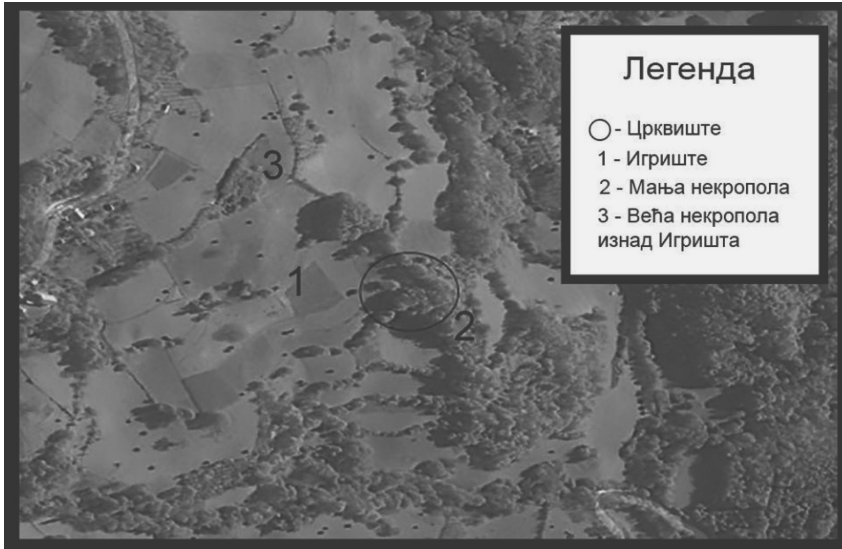 Легенда
- Црквиште
1 - Игриште
2 - Мања некропола
3 - Већа некропола
изнад Игришта
3
1
2